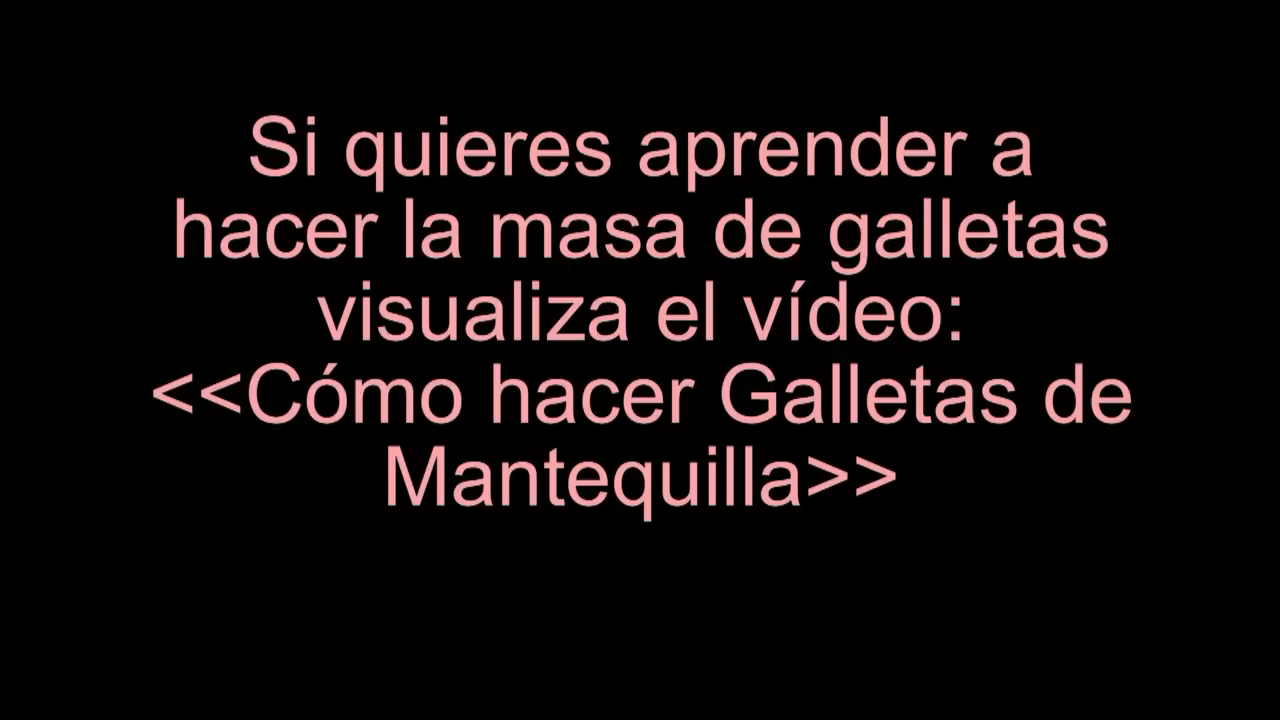 Si quieres aprender a
hacer la masa de galletas
visualiza el vídeo:
<<Cómo hacer Galletas de
Mantequilla>>